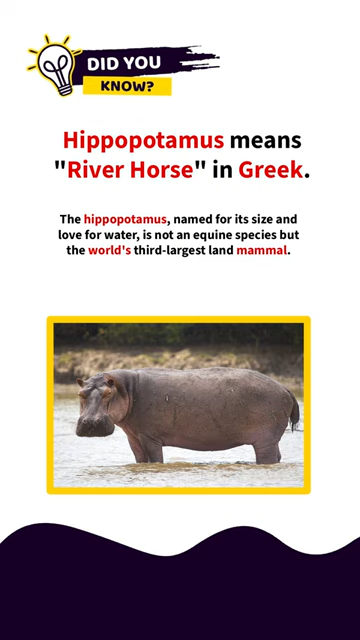 DID YOU
KNOW?
Hippopotamus means
"River Horse" in Greek.
The hippopotamus, named for its size and
love for water, is not an equine species but
the world's third-largest land mammal.